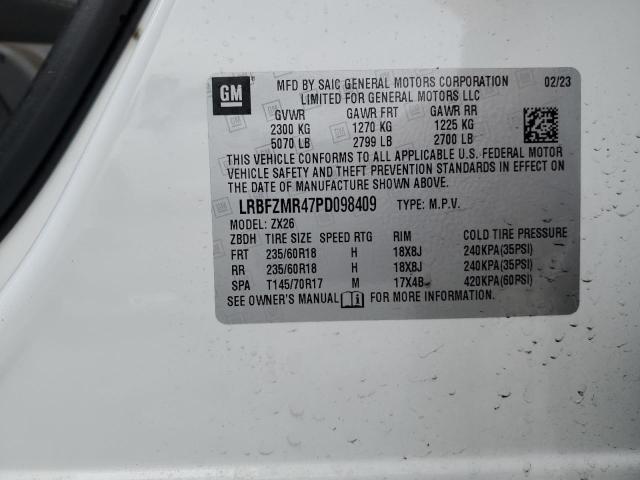 GM
MFD BY SAIC GENERAL MOTORS CORPORATION 02/23
LIMITED FOR GENERAL MOTORS LLC
GVWR GAWR FRT GAWR RR
2300 KG 1270 KG 1225 KG
5070 LB 2799 LB 2700 LB
THIS VEHICLE CONFORMS TO ALL APPLICABLE U.S. FEDERAL MOTOR
VEHICLE SAFETY AND THEFT PREVENTION STANDARDS IN EFFECT ON THE
DATE OF MANUFACTURE SHOWN ABOVE.
LRBFZMR47PD098409 TYPE: M.P.V.
MODEL: ZX26
ZBDH TIRE SIZE SPEED RTG RIM COLD TIRE PRESSURE
FRT 235/60R18 H 18X8J 240KPA(35PSI)
RR 235/60R18 H 18X8J 240KPA(35PSI)
SPA T145/70R17 M 17X4B 420KPA(60PSI)
SEE OWNER'S MANUAL FOR MORE INFORMATION.